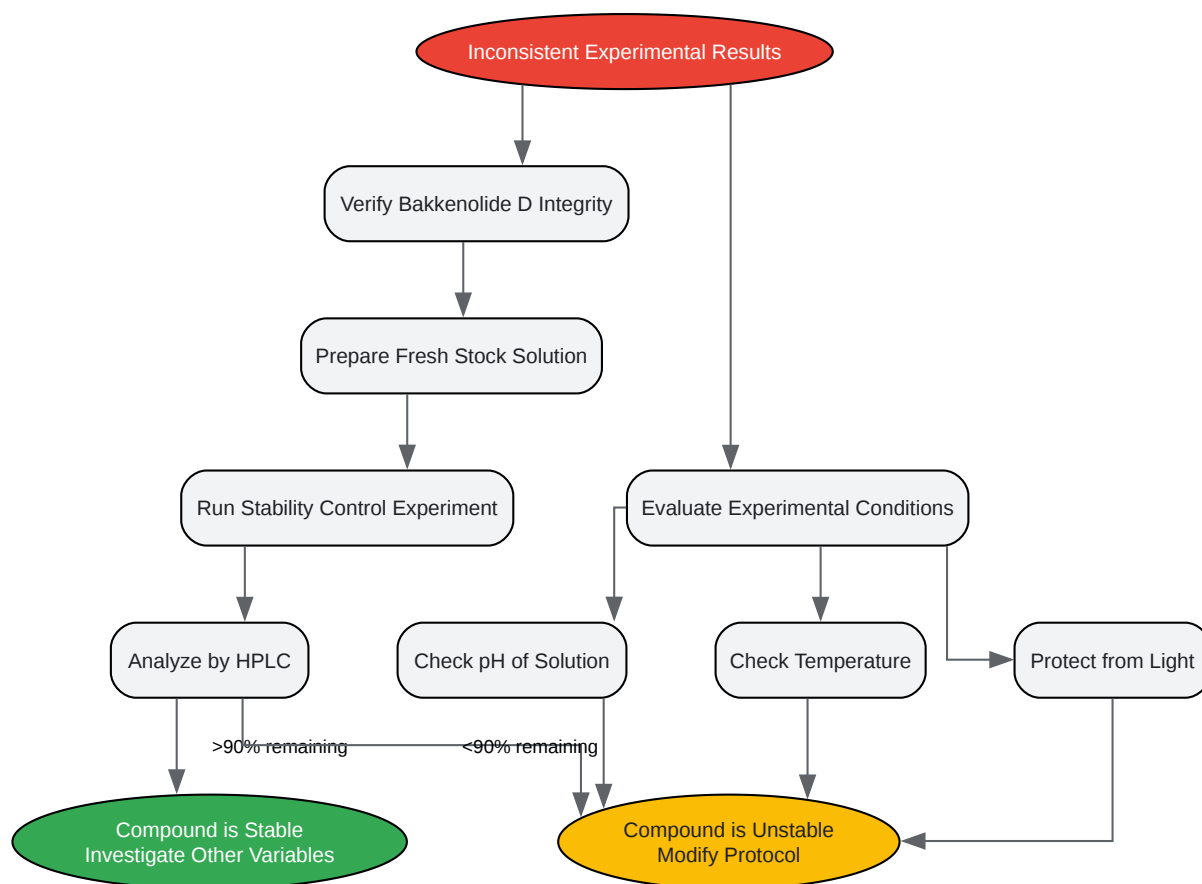 Inconsistent Experimental Results
Verify Bakkenolide D Integrity
Prepare Fresh Stock Solution
Run Stability Control Experiment
Evaluate Experimental Conditions
Analyze by HPLC
Check pH of Solution
Check Temperature
Protect from Light
>90% remaining
<90% remaining
Compound is Stable
Investigate Other Variables
Compound is Unstable
Modify Protocol